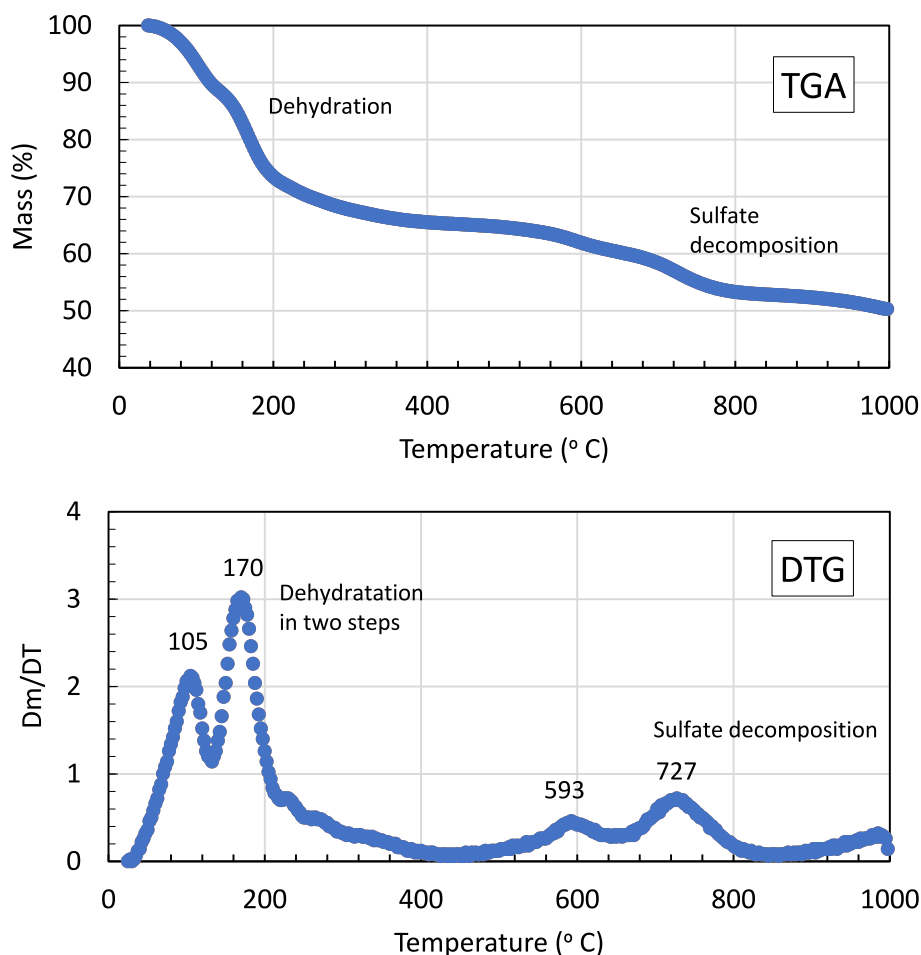 100
90
80
70
60
50
40
Mass (%)
TGA
Dehydration
Sulfate
decomposition
0
200
400
600
800
1000
Temperature (º C)
4
3
2
1
0
Dm/DT
DTG
170
Dehydratation
in two steps
105
Sulfate decomposition
593
727
0
200
400
600
800
1000
Temperature (º C)